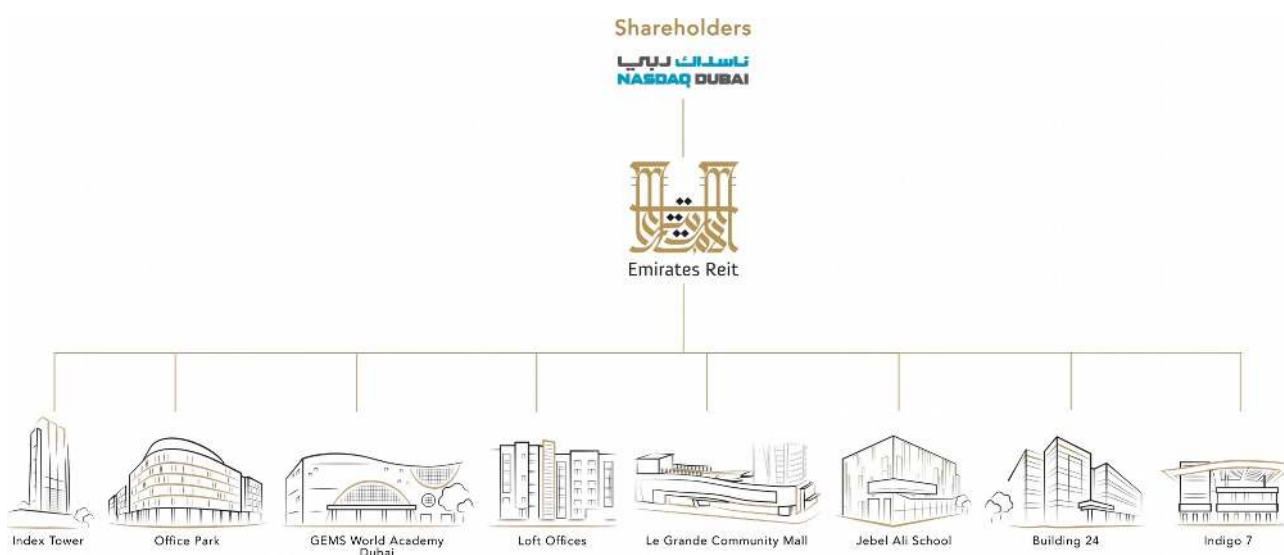 Shareholders
ناسداك دبي
NASDAQ DUBAI
Emirates Reit
Index Tower
Office Park
GEMS World Academy
Dubai
Loft Offices
Le Grande Community Mall
Jebel Ali School
Building 24
Indigo 7